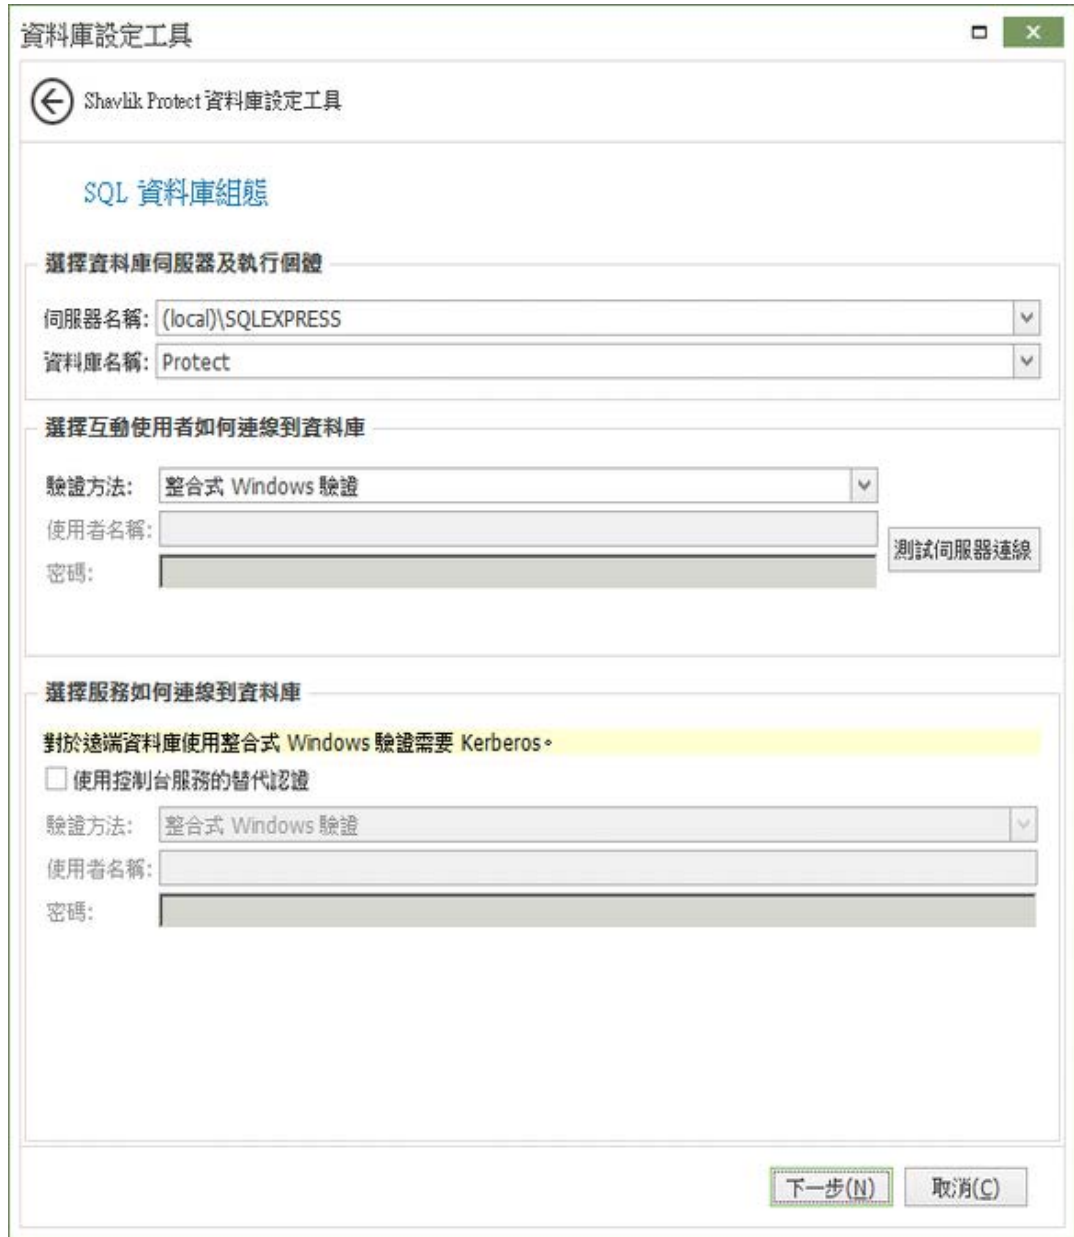 資料庫設定工具
Shavlik Protect 資料庫設定工具
SQL 資料庫組態
選擇資料庫伺服器及執行個體
伺服器名稱: (local)\SQLEXPRESS
資料庫名稱: Protect
選擇互動使用者如何連線到資料庫
驗證方法: 整合式 Windows 驗證
使用者名稱:
測試伺服器連線
密碼:
選擇服務如何連線到資料庫
對於遠端資料庫使用整合式 Windows 驗證需要 Kerberos。
使用控制台服務的替代認證
驗證方法: 整合式 Windows 驗證
使用者名稱:
密碼:
下一步(N) 取消(C)